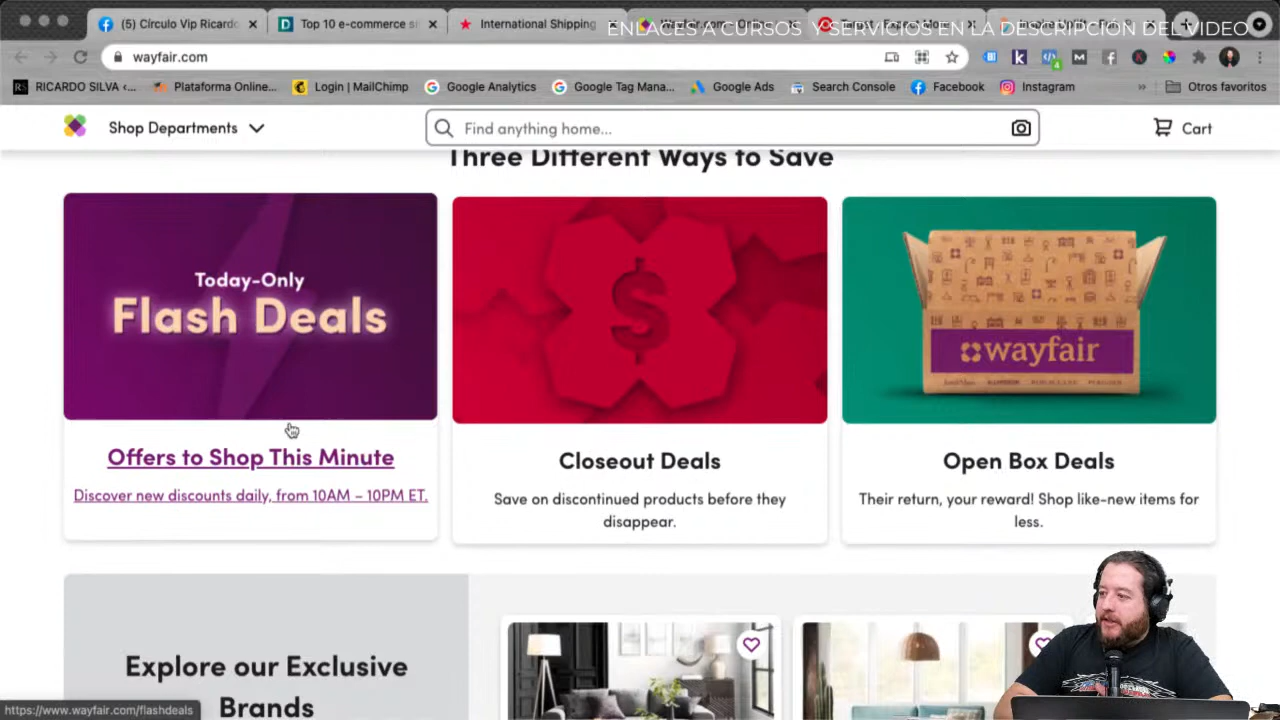 (5) Círculo Vip Ricard
Top 10 e-commerce si
International Shipping
ENLACES A CURSOS Y SERVICIOS EN LA DESCRIPCIÓN DEL VIDEO
wayfair.com
RICARDO SILVA ‹...
Plataforma Online...
Login | MailChimp
Google Analytics
Google Tag Mana...
Google Ads
Search Console
Facebook
Instagram
»
Otros favoritos
Shop Departments
Find anything home...
Cart
Three Different Ways to Save
Today-Only
Flash Deals
$
wayfair
Offers to Shop This Minute
Closeout Deals
Open Box Deals
Discover new discounts daily, from 10AM – 10PM ET.
Save on discontinued products before they
disappear.
Their return, your reward! Shop like-new items for
less.
Explore our Exclusive
Brands
https://www.wayfair.com/flashdeals